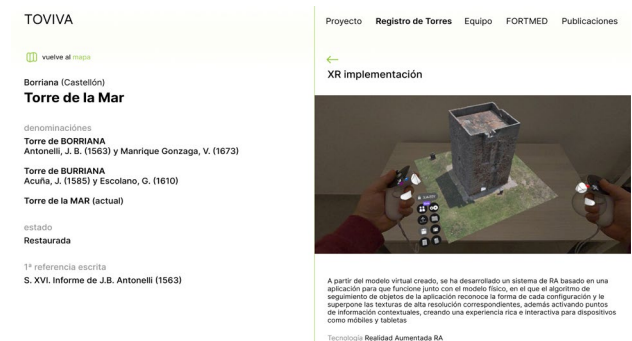 TOVIVA
Proyecto Registro de Torres Equipo FORTMED Publicaciones
vuelve al mapa
Borriana (Castellón)
Torre de la Mar
denominaciónes
Torre de BORRIANA
Antonelli, J. B. (1563) y Manrique Gonzaga, V. (1673)
Torre de BURRIANA
Acuña, J. (1585) y Escolano, G. (1610)
Torre de la MAR (actual)
estado
Restaurada
1ª referencia escrita
S. XVI. Informe de J.B. Antonelli (1563)
XR implementación
A partir del modelo virtual creado, se ha desarrollado un sistema de RA basado en una
aplicación para que funcione junto con el modelo físico, en el que el algoritmo de
seguimiento de objetos de la aplicación reconoce la forma de cada configuración y le
superpone las texturas de alta resolución correspondientes, además activando puntos
de información contextuales, creando una experiencia rica e interactiva para dispositivos
como móbiles y tabletas
Tecnología Realidad Aumentada RA